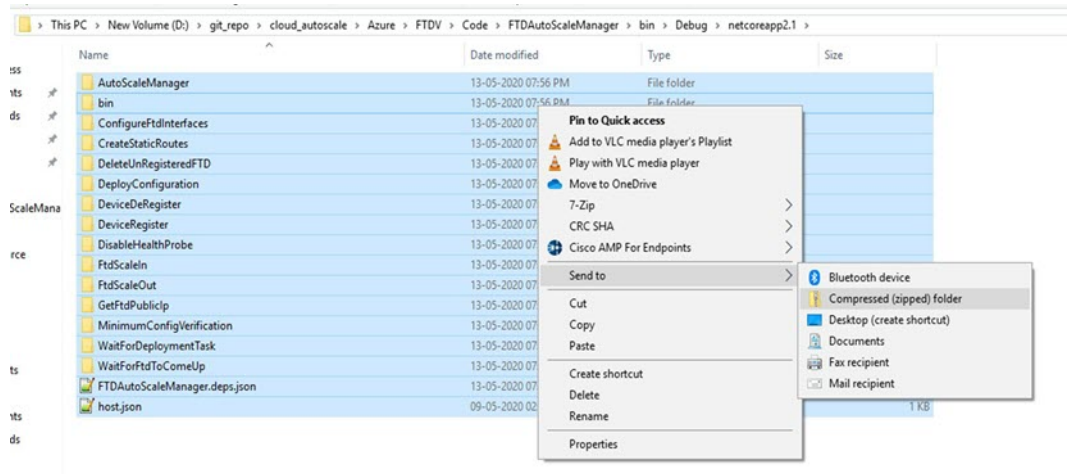 This PC > New Volume (D:) > git_repo > cloud_autoscale > Azure > FTDV > Code > FTDAutoScaleManager > bin > Debug > netcoreapp2.1 >
Name Date modified Type Size
ess
nts
ds
ScaleMana
rce
ts
nts
ds
AutoScaleManager 13-05-2020 07:56 PM File folder
bin 13-05-2020 07:56 PM File folder
ConfigureFtdInterfaces 13-05-2020 07
CreateStaticRoutes 13-05-2020 07
DeleteUnRegisteredFTD 13-05-2020 07
DeployConfiguration 13-05-2020 07
DeviceDeRegister 13-05-2020 07
DeviceRegister 13-05-2020 07
DisableHealthProbe 13-05-2020 07
FtdScaleIn 13-05-2020 07
FtdScaleOut 13-05-2020 07
GetFtdPublicIp 13-05-2020 07
MinimumConfigVerification 13-05-2020 07
WaitForDeploymentTask 13-05-2020 07
WaitForFtdToComeUp 13-05-2020 07
FTDAutoScaleManager.deps.json 13-05-2020 07
host.json 09-05-2020 02 1 KB
Pin to Quick access
Add to VLC media player's Playlist
Play with VLC media player
Move to OneDrive
7-Zip
CRC SHA
Cisco AMP For Endpoints
Send to
Cut
Copy
Paste
Create shortcut
Delete
Rename
Properties
Bluetooth device
Compressed (zipped) folder
Desktop (create shortcut)
Documents
Fax recipient
Mail recipient